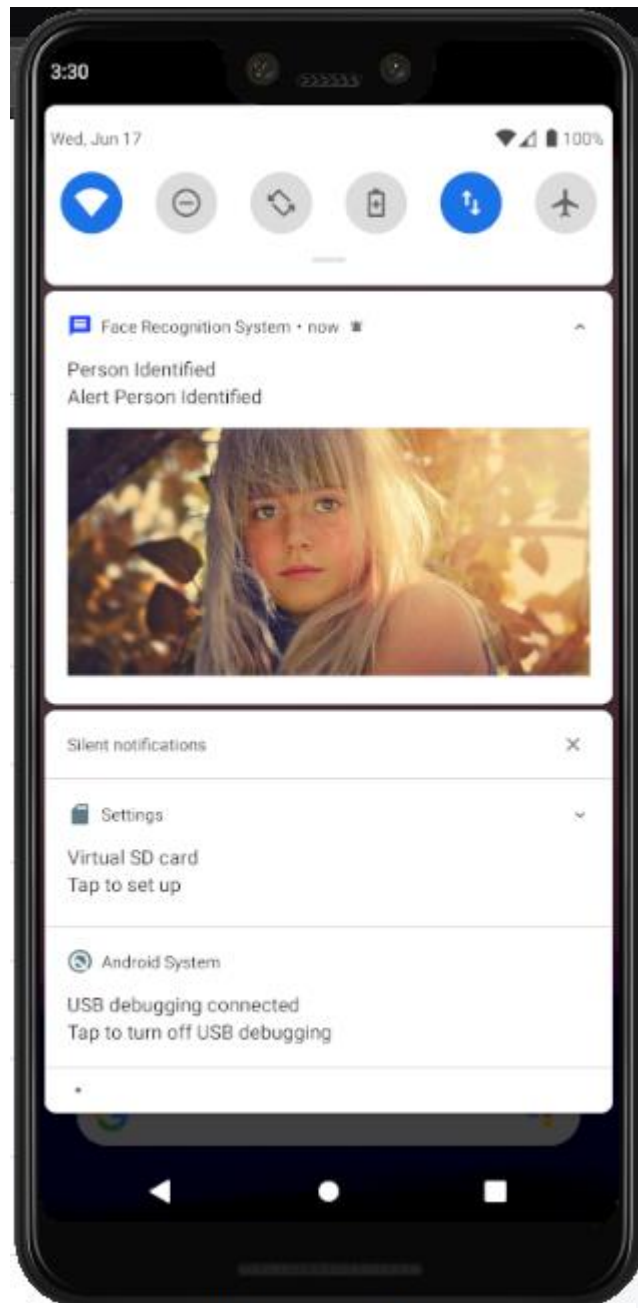 3:30
Wed, Jun 17
100%
Face Recognition System • now
Person Identified
Alert Person Identified
Silent notifications
Settings
Virtual SD card
Tap to set up
Android System
USB debugging connected
Tap to turn off USB debugging